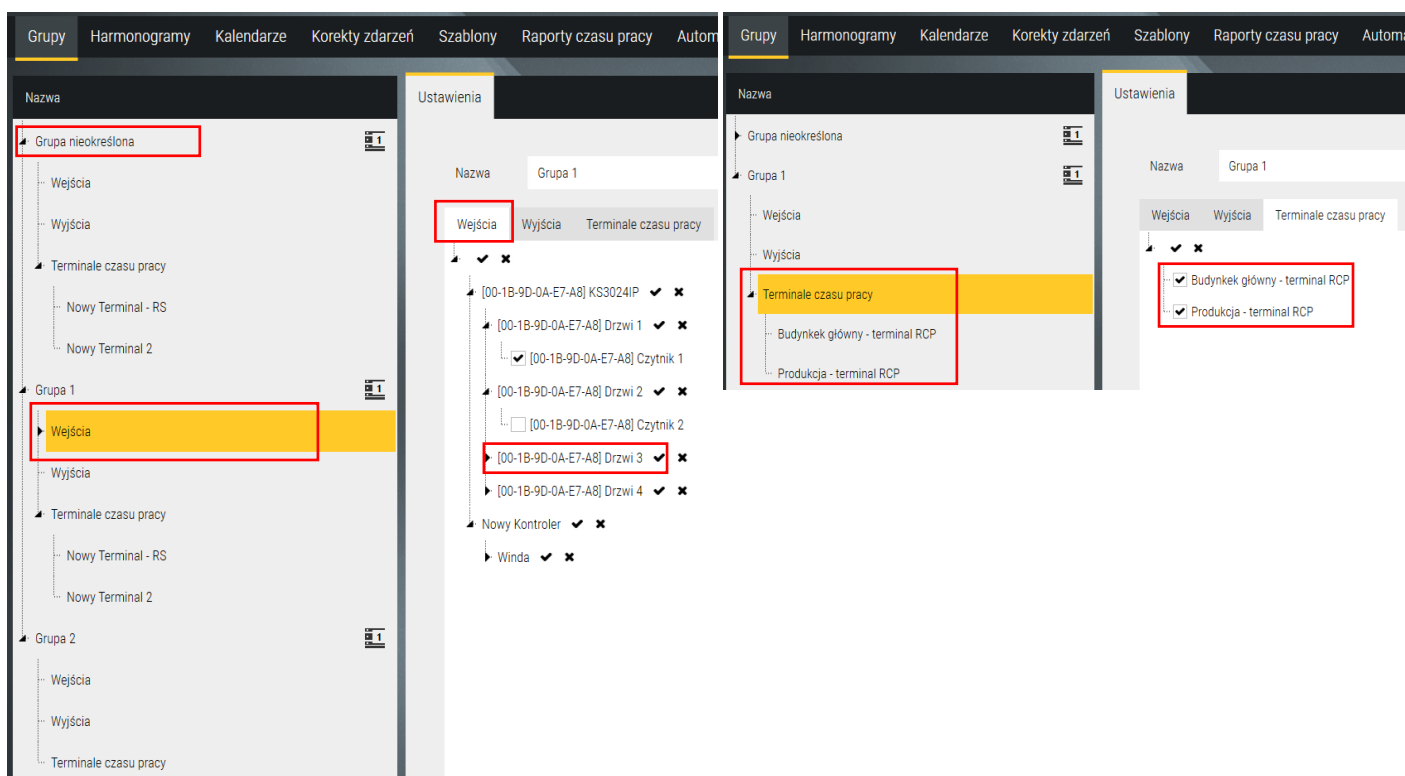 Grupy Harmonogramy Kalendarze Korekty zdarzeń Szablony Raporty czasu pracy Autom
Nazwa
Grupa nieokreślona 1
Wejścia
Wyjścia
Terminale czasu pracy
Nowy Terminal - RS
Nowy Terminal 2
Grupa 1 1
Wejścia
Wyjścia
Terminale czasu pracy
Nowy Terminal - RS
Nowy Terminal 2
Grupa 2 1
Wejścia
Wyjścia
Terminale czasu pracy
Ustawienia
Nazwa Grupa 1
Wejścia Wyjścia Terminale czasu pracy
[00-1B-9D-0A-E7-A8] KS3024IP
[00-1B-9D-0A-E7-A8] Drzwi 1
[00-1B-9D-0A-E7-A8] Czytnik 1
[00-1B-9D-0A-E7-A8] Drzwi 2
[00-1B-9D-0A-E7-A8] Czytnik 2
[00-1B-9D-0A-E7-A8] Drzwi 3
[00-1B-9D-0A-E7-A8] Drzwi 4
Nowy Kontroler
Winda
Grupy Harmonogramy Kalendarze Korekty zdarzeń Szablony Raporty czasu pracy Automa
Nazwa
Grupa nieokreślona 1
Grupa 1 1
Wejścia
Wyjścia
Terminale czasu pracy
Budynkek główny - terminal RCP
Produkcja - terminal RCP
Ustawienia
Nazwa Grupa 1
Wejścia Wyjścia Terminale czasu pracy
Budynkek główny - terminal RCP
Produkcja - terminal RCP